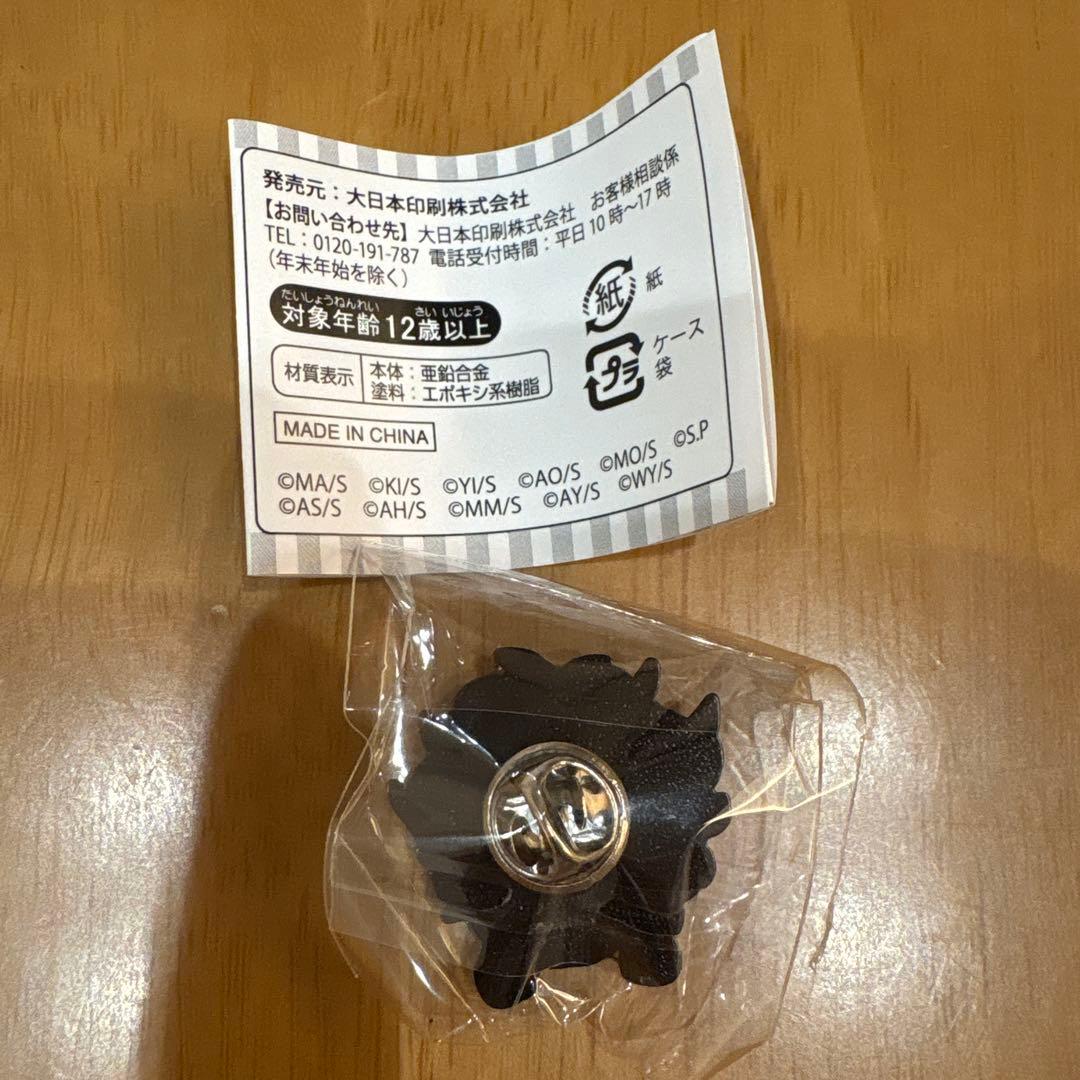 発売元：大日本印刷株式会社
【お問い合わせ先】大日本印刷株式会社 お客様相談係
TEL：0120-191-787 電話受付時間：平日10時～17時
（年末年始を除く）
だいしょうねんれい さい いじょう
対象年齢12歳以上
紙 紙
プラ ケース
袋
材質表示 本体：亜鉛合金
塗料：エポキシ系樹脂
MADE IN CHINA
©MA/S ©KI/S ©YI/S ©AO/S ©MO/S ©S.P
©AS/S ©AH/S ©MM/S ©AY/S ©WY/S